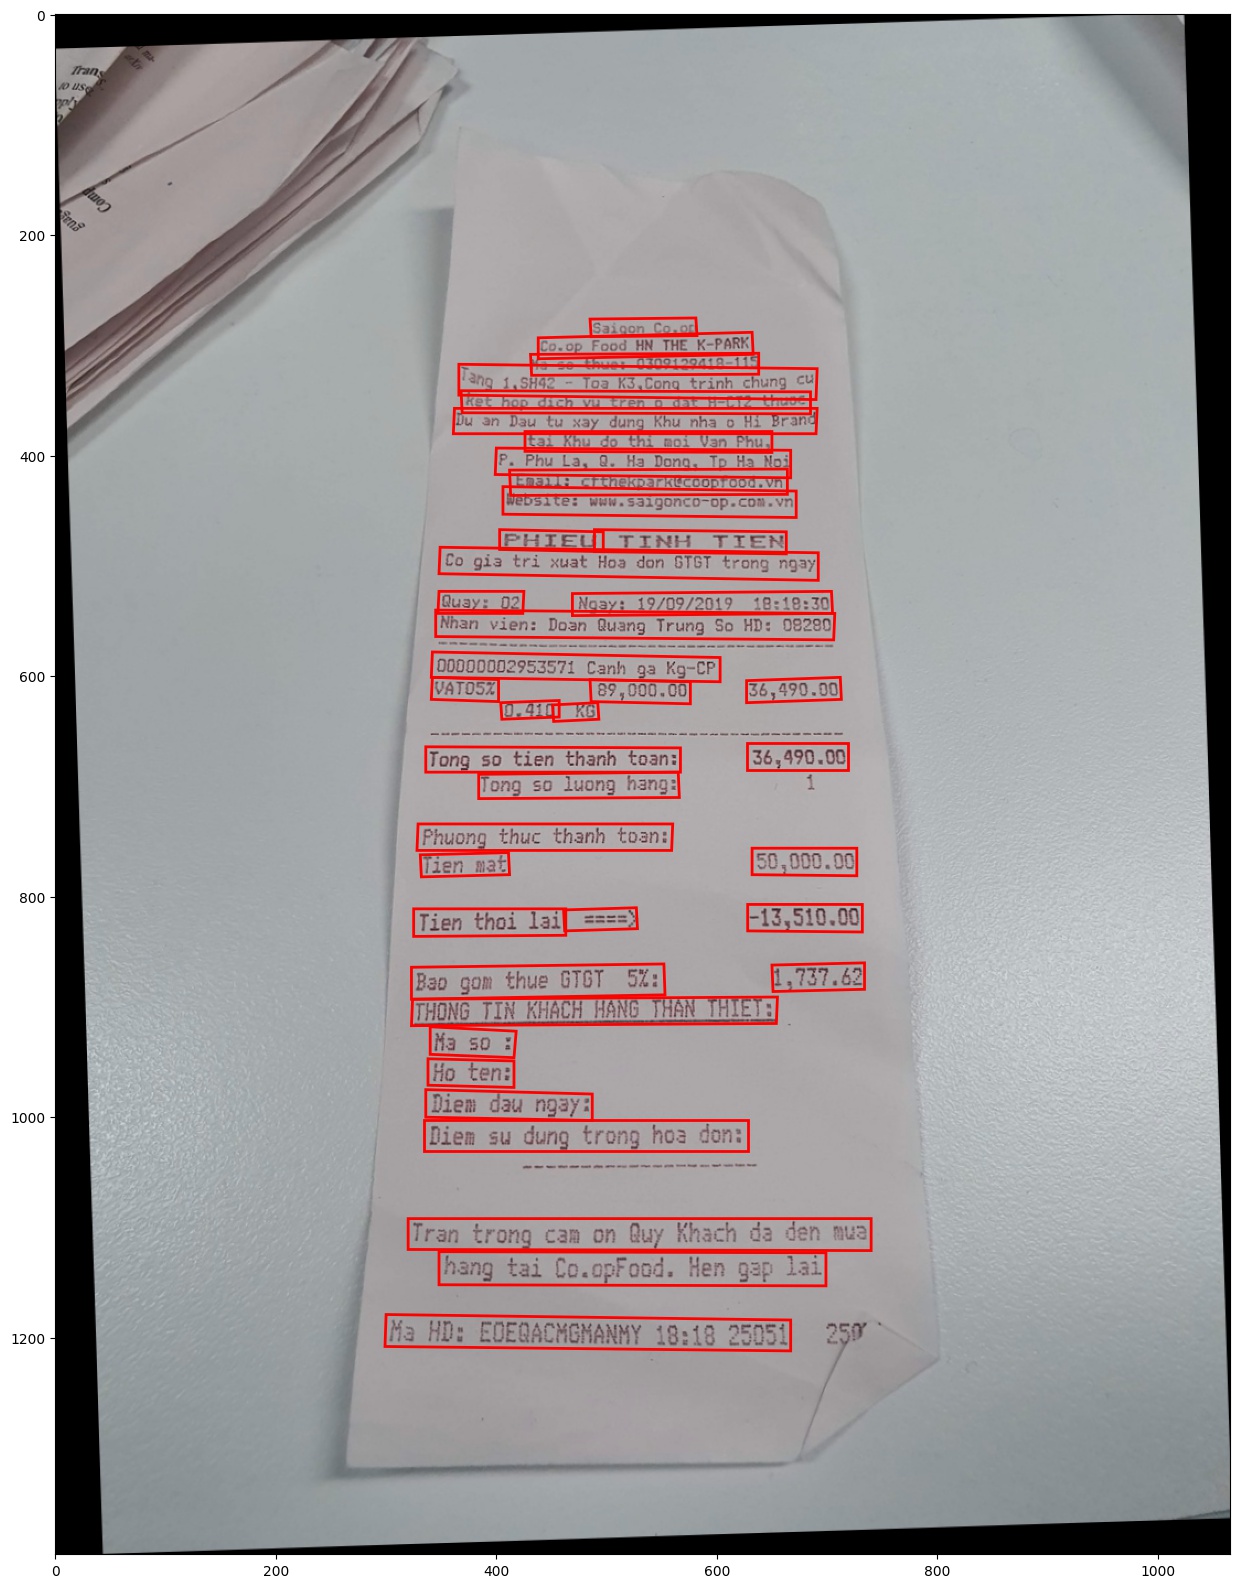 Trans
to use
Comp
Saigon Co.op
Co.op Food HN THE K-PARK
Ma so thue: 0309129418-115
Tang 1,SH42 - Toa K3,Cong trinh chung cu
ket hop dich vu tren o dat H-CT2 thuoc
Du an Dau tu xay dung Khu nha o Hi Brand
tai Khu do thi moi Van Phu,
P. Phu La, Q. Ha Dong, Tp Ha Noi
Email: cfthekpark@coopfood.vn
Website: www.saigonco-op.com.vn
PHIEU TINH TIEN
Co gia tri xuat Hoa don GTGT trong ngay
Quay: 02 Ngay: 19/09/2019 18:18:30
Nhan vien: Doan Quang Trung So HD: 08280
00000002953571 Canh ga Kg-CP
VAT05% 89,000.00 36,490.00
0.410 KG
Tong so tien thanh toan: 36,490.00
Tong so luong hang: 1
Phuong thuc thanh toan:
Tien mat 50,000.00
Tien thoi lai ====> -13,510.00
Bao gom thue GTGT 5%: 1,737.62
THONG TIN KHACH HANG THAN THIET:
Ma so :
Ho ten:
Diem dau ngay:
Diem su dung trong hoa don:
Tran trong cam on Quy Khach da den mua
hang tai Co.opFood. Hen gap lai
Ma HD: EOEQACMGMANMY 18:18 25051 250
0
200
400
600
800
1000
1200
0 200 400 600 800 1000